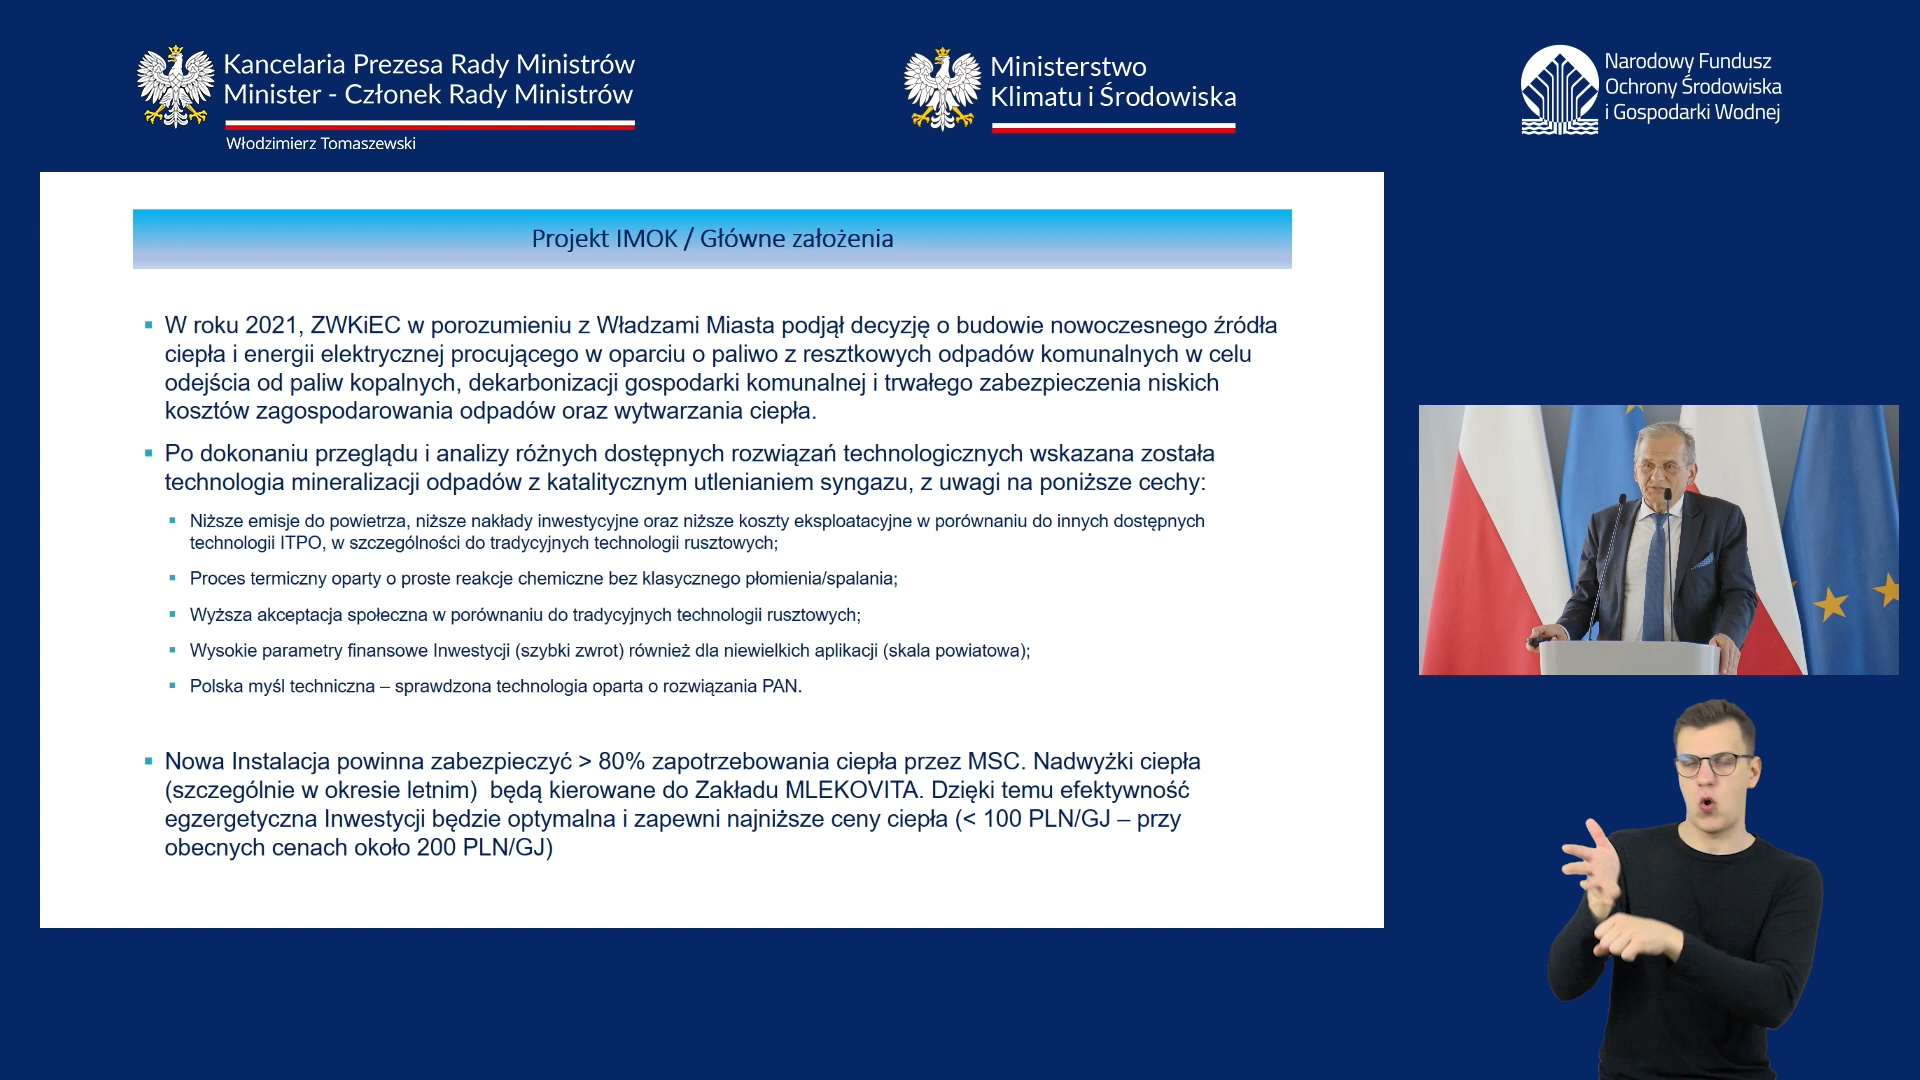 Kancelaria Prezesa Rady Ministrów
Minister - Członek Rady Ministrów
Włodzimierz Tomaszewski
Ministerstwo
Klimatu i Środowiska
Narodowy Fundusz
Ochrony Środowiska
i Gospodarki Wodnej
Projekt IMOK / Główne założenia
▪ W roku 2021, ZWKiEC w porozumieniu z Władzami Miasta podjął decyzję o budowie nowoczesnego źródła
ciepła i energii elektrycznej procującego w oparciu o paliwo z resztkowych odpadów komunalnych w celu
odejścia od paliw kopalnych, dekarbonizacji gospodarki komunalnej i trwałego zabezpieczenia niskich
kosztów zagospodarowania odpadów oraz wytwarzania ciepła.
▪ Po dokonaniu przeglądu i analizy różnych dostępnych rozwiązań technologicznych wskazana została
technologia mineralizacji odpadów z katalitycznym utlenianiem syngazu, z uwagi na poniższe cechy:
▪ Niższe emisje do powietrza, niższe nakłady inwestycyjne oraz niższe koszty eksploatacyjne w porównaniu do innych dostępnych
technologii ITPO, w szczególności do tradycyjnych technologii rusztowych;
▪ Proces termiczny oparty o proste reakcje chemiczne bez klasycznego płomienia/spalania;
▪ Wyższa akceptacja społeczna w porównaniu do tradycyjnych technologii rusztowych;
▪ Wysokie parametry finansowe Inwestycji (szybki zwrot) również dla niewielkich aplikacji (skala powiatowa);
▪ Polska myśl techniczna – sprawdzona technologia oparta o rozwiązania PAN.
▪ Nowa Instalacja powinna zabezpieczyć > 80% zapotrzebowania ciepła przez MSC. Nadwyżki ciepła
(szczególnie w okresie letnim)  będą kierowane do Zakładu MLEKOVITA. Dzięki temu efektywność
egzergetyczna Inwestycji będzie optymalna i zapewni najniższe ceny ciepła (< 100 PLN/GJ – przy
obecnych cenach około 200 PLN/GJ)